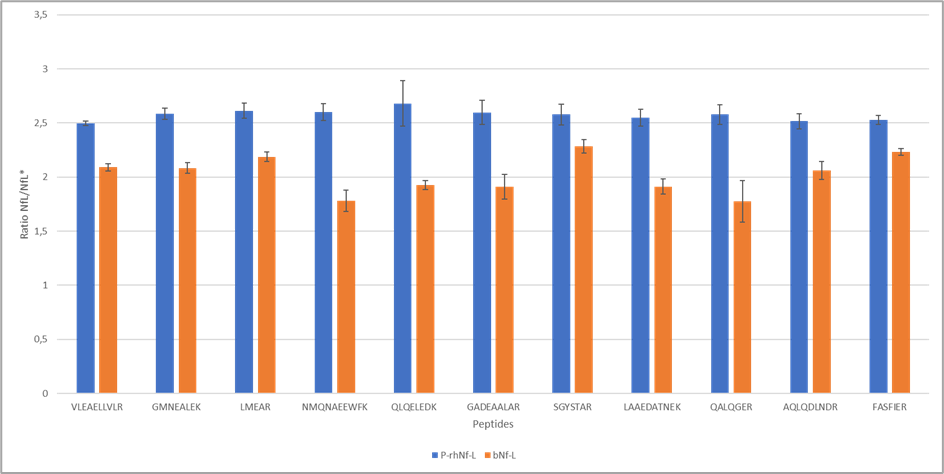 3,5
3
2,5
2
1,5
1
0,5
0
Ratio NfL/NfL*
VLEAELLVLR GMNEALEK LMEAR NMQNAEEWFK QLQELEDK GADEAALAR SGYSTAR LAAEDATNEK QALQGER AQLQDLNDR FASFIER
Peptides
P-rhNf-L bNf-L